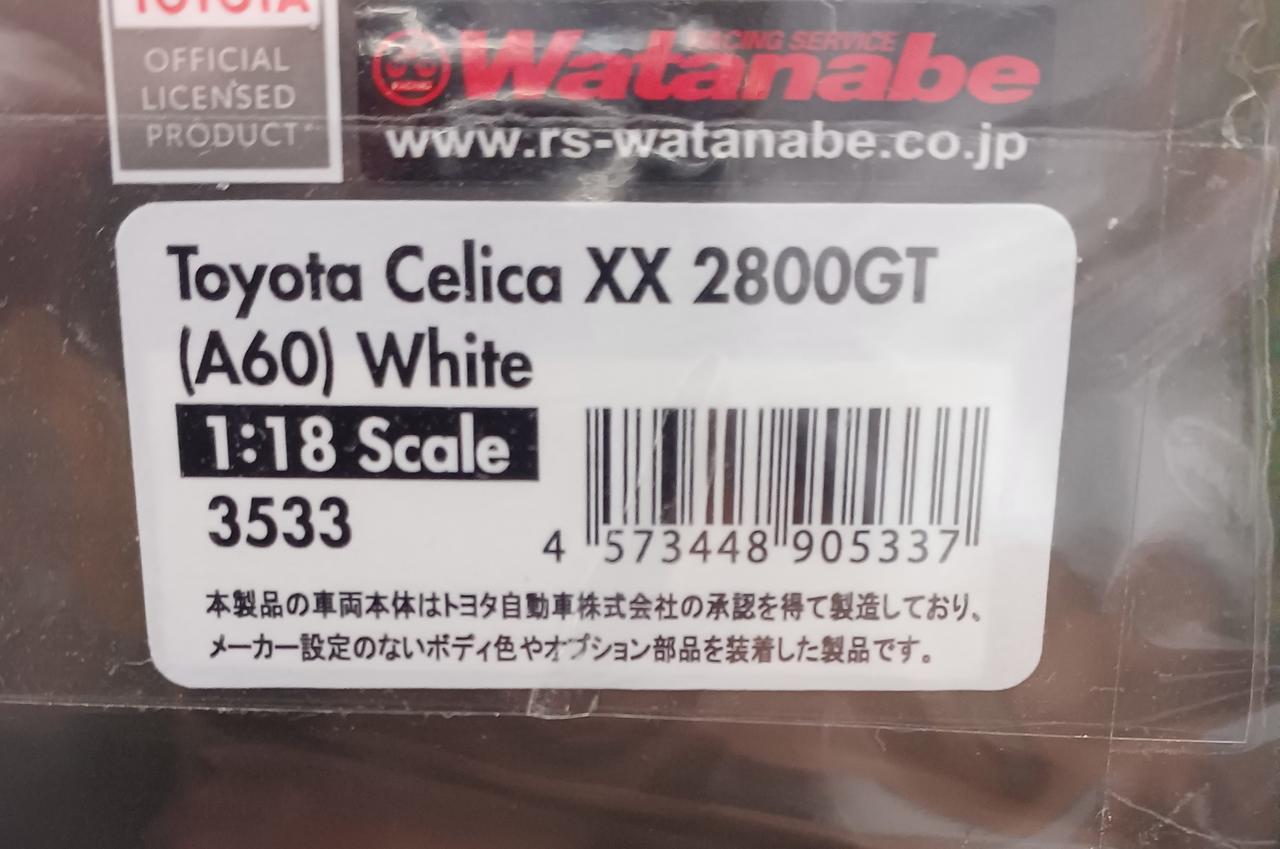 TOYOTA
OFFICIAL
LICENSED
PRODUCT
RACING SERVICE
Watanabe
RACING
www.rs-watanabe.co.jp
Toyota Celica XX 2800GT
(A60) White
1:18 Scale
3533
4 573448 905337
本製品の車両本体はトヨタ自動車株式会社の承認を得て製造しており、
メーカー設定のないボディ色やオプション部品を装着した製品です。